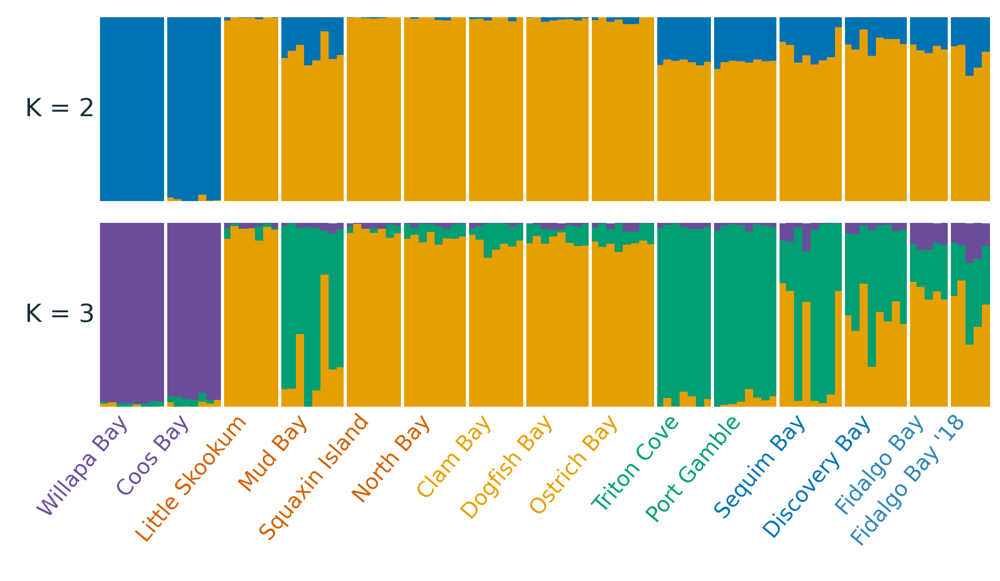 K = 2
K = 3
Willapa Bay
Coos Bay
Little Skookum
Mud Bay
Squaxin Island
North Bay
Clam Bay
Dogfish Bay
Ostrich Bay
Triton Cove
Port Gamble
Sequim Bay
Discovery Bay
Fidalgo Bay
Fidalgo Bay '18